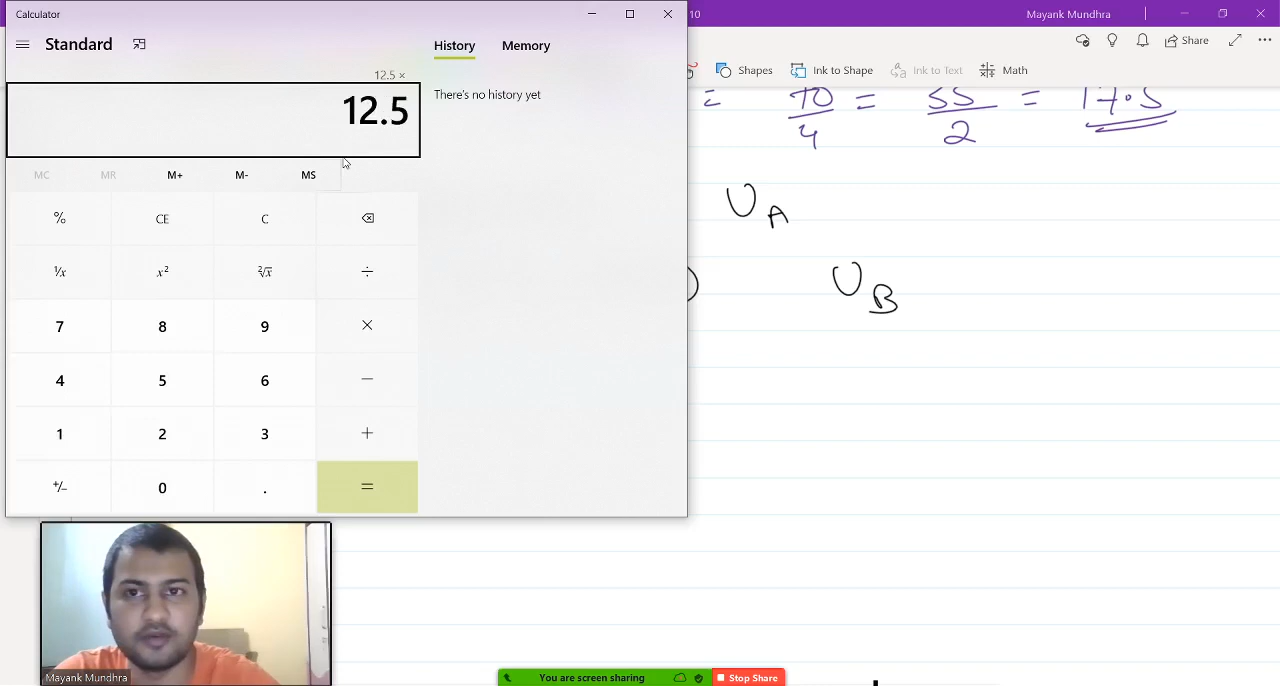 Calculator
10
Mayank Mundhra
Standard
History
Memory
Share
Shapes
Ink to Shape
Ink to Text
Math
12.5 ×
There's no history yet
12.5
= 70/4 = 35/2 = 17.5
MC MR M+ M- MS
U A
% CE C
U B
1/x x² 2√x ÷
7 8 9 ×
4 5 6 −
1 2 3 +
+/− 0 . =
Mayank Mundhra
You are screen sharing
Stop Share